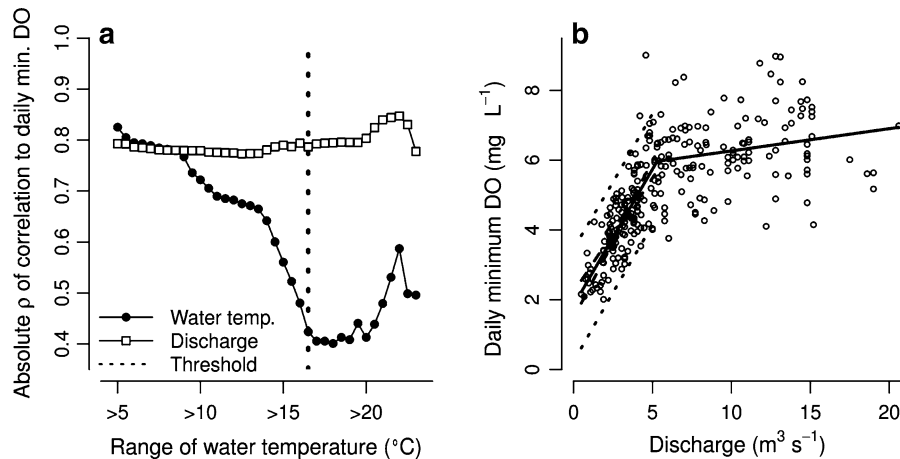 a
Absolute ρ of correlation to daily min. DO
1.0
0.9
0.8
0.7
0.6
0.5
0.4
Water temp.
Discharge
Threshold
>5 >10 >15 >20
Range of water temperature (°C)
b
Daily minimum DO (mg L⁻¹)
8
6
4
2
0
0 5 10 15 20
Discharge (m³ s⁻¹)